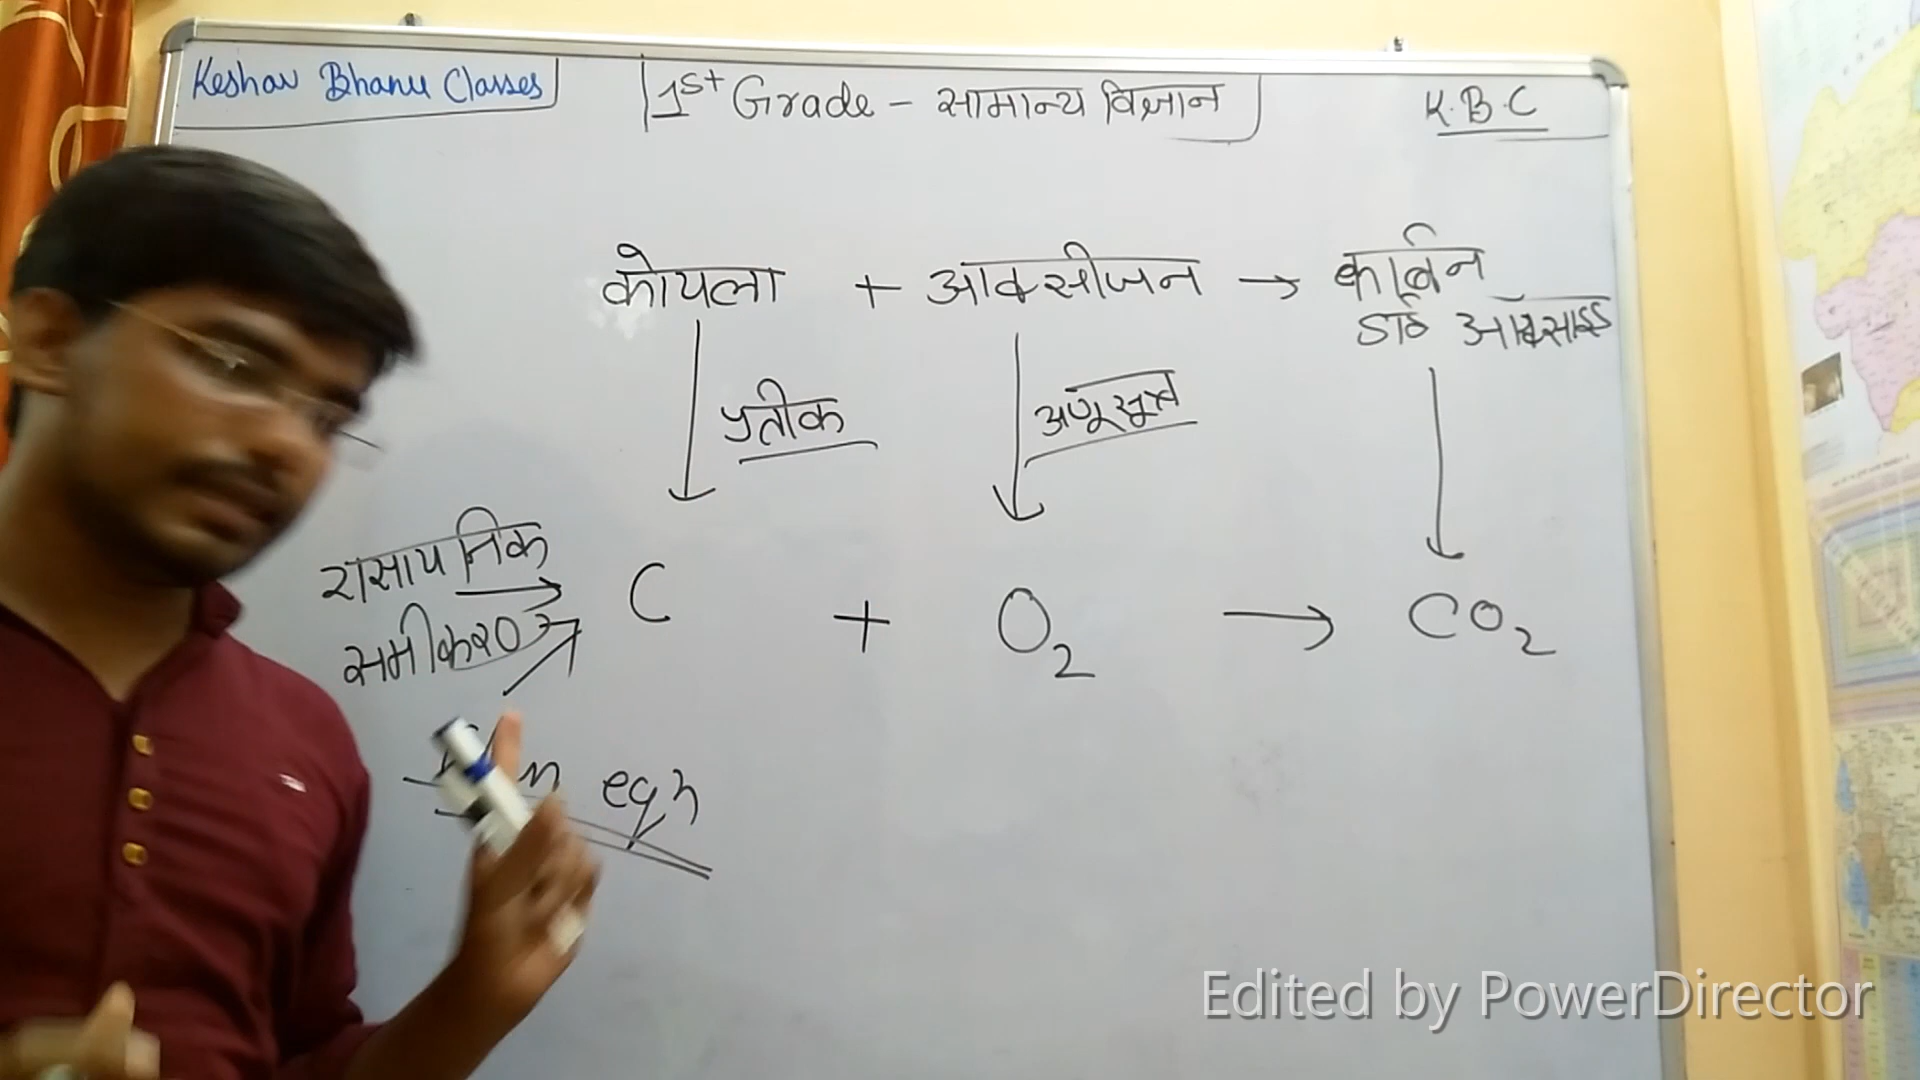 Keshav Bhanu Classes
1st Grade - सामान्य विज्ञान
K.B.C
कोयला + आक्सीजन → कार्बन
डाई ऑक्साइड
प्रतीक
अणुसूत्र
रासायनिक
समीकरण
C + O2 → CO2
eqn
Edited by PowerDirector